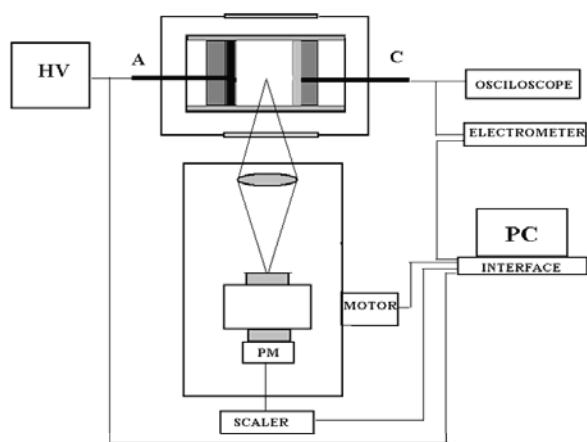 A
C
HV
OSCILOSCOPE
ELECTROMETER
PC
INTERFACE
MOTOR
PM
SCALER